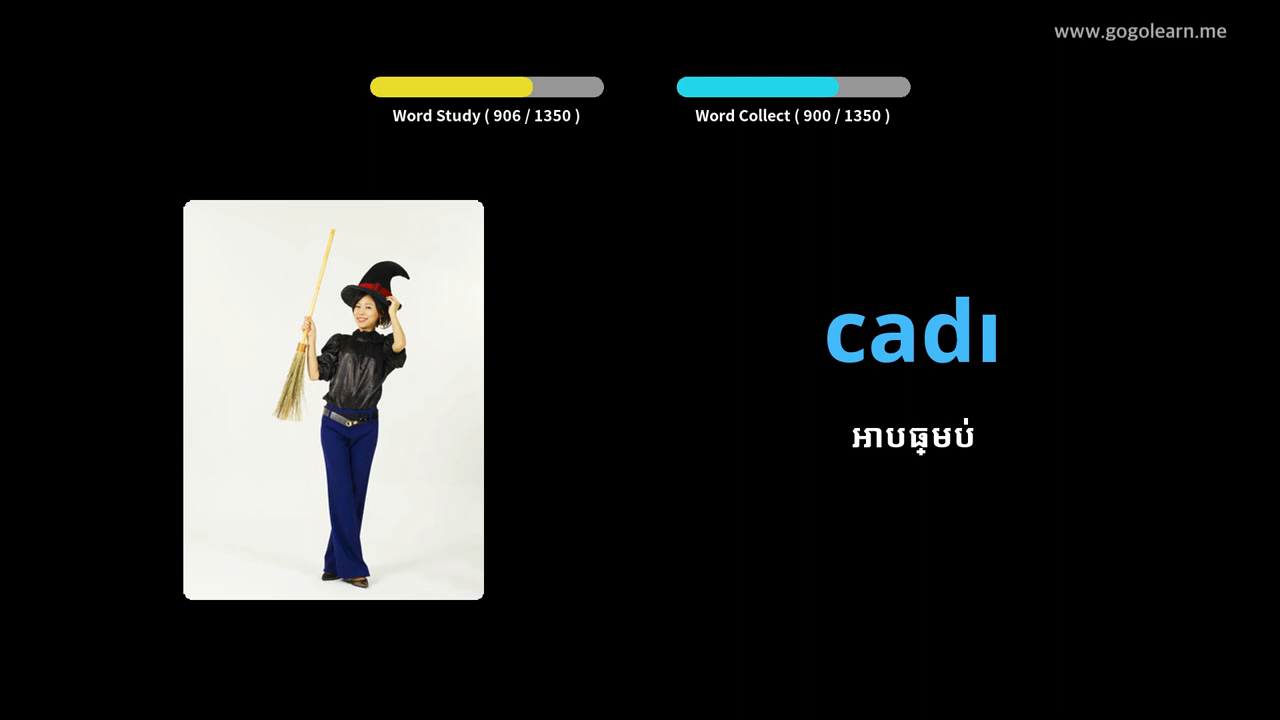 www.gogolearn.me
Word Study ( 906 / 1350 )
Word Collect ( 900 / 1350 )
cadı
អាបធ្មប់